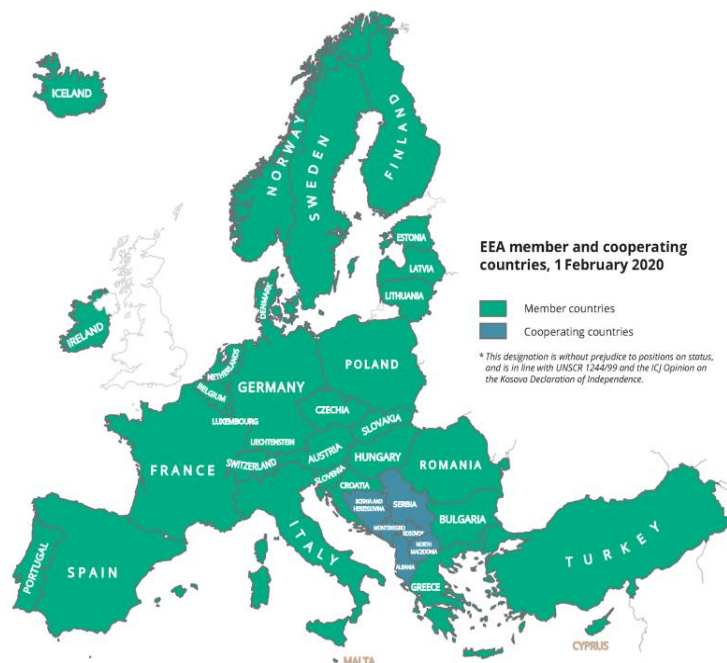 ICELAND
NORWAY
SWEDEN
FINLAND
ESTONIA
LATVIA
LITHUANIA
DENMARK
IRELAND
NETHERLANDS
BELGIUM
GERMANY
POLAND
LUXEMBOURG
CZECHIA
SLOVAKIA
LIECHTENSTEIN
AUSTRIA
HUNGARY
FRANCE
SWITZERLAND
SLOVENIA
ROMANIA
CROATIA
BOSNIA AND
HERZEGOVINA
SERBIA
MONTENEGRO
KOSOVO*
BULGARIA
NORTH
MACEDONIA
ALBANIA
ITALY
GREECE
TURKEY
PORTUGAL
SPAIN
MALTA
CYPRUS
EEA member and cooperating
countries, 1 February 2020
Member countries
Cooperating countries
* This designation is without prejudice to positions on status,
and is in line with UNSCR 1244/99 and the ICJ Opinion on
the Kosovo Declaration of Independence.